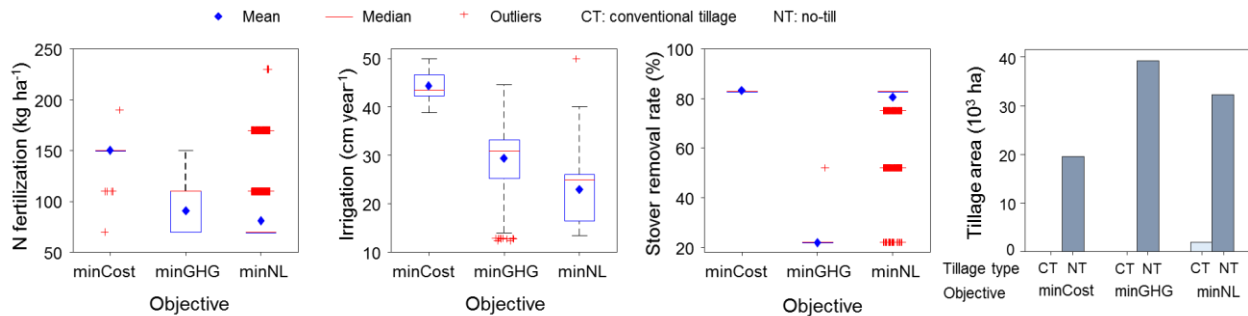 Mean Median Outliers CT: conventional tillage NT: no-till
N fertilization (kg ha⁻¹)
250
200
150
100
50
minCost minGHG minNL
Objective
Irrigation (cm year⁻¹)
50
40
30
20
10
minCost minGHG minNL
Objective
Stover removal rate (%)
100
80
60
40
20
minCost minGHG minNL
Objective
Tillage area (10³ ha)
40
30
20
10
0
Tillage type CT NT CT NT CT NT
Objective minCost minGHG minNL